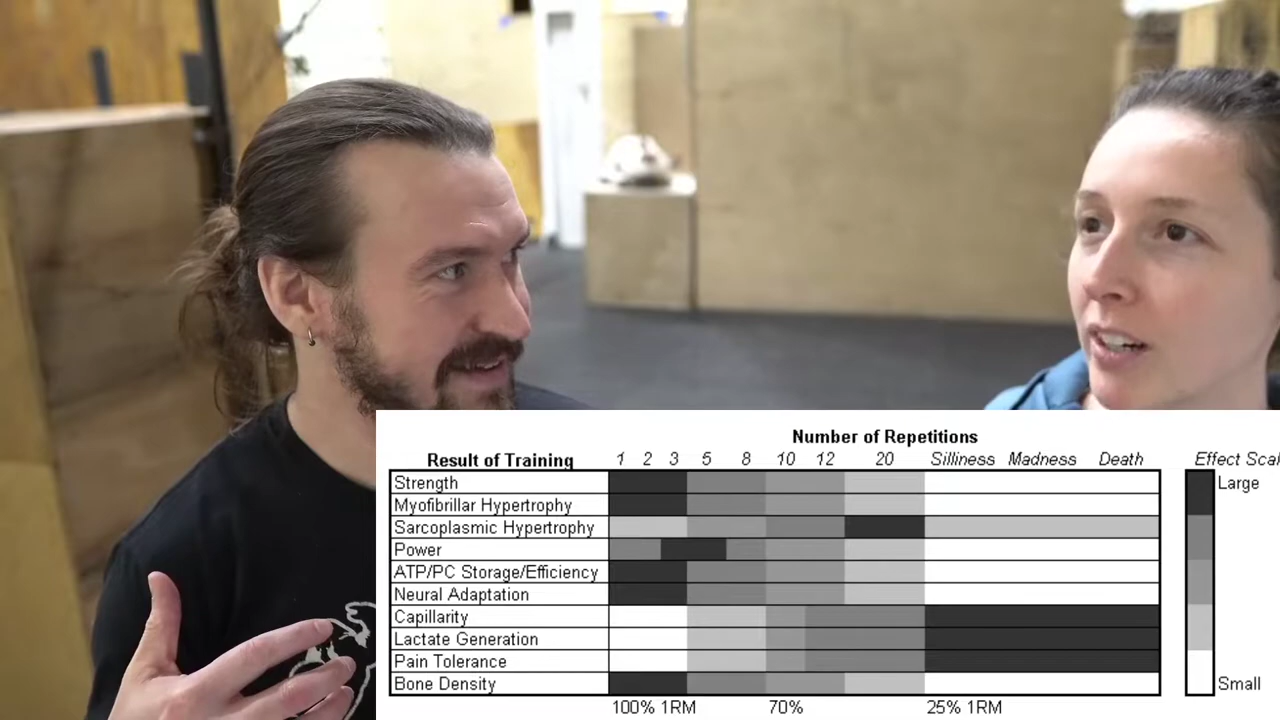 Number of Repetitions
Result of Training 1 2 3 5 8 10 12 20 Silliness Madness Death Effect Scal
Strength Large
Myofibrillar Hypertrophy
Sarcoplasmic Hypertrophy
Power
ATP/PC Storage/Efficiency
Neural Adaptation
Capillarity
Lactate Generation
Pain Tolerance
Bone Density Small
100% 1RM 70% 25% 1RM